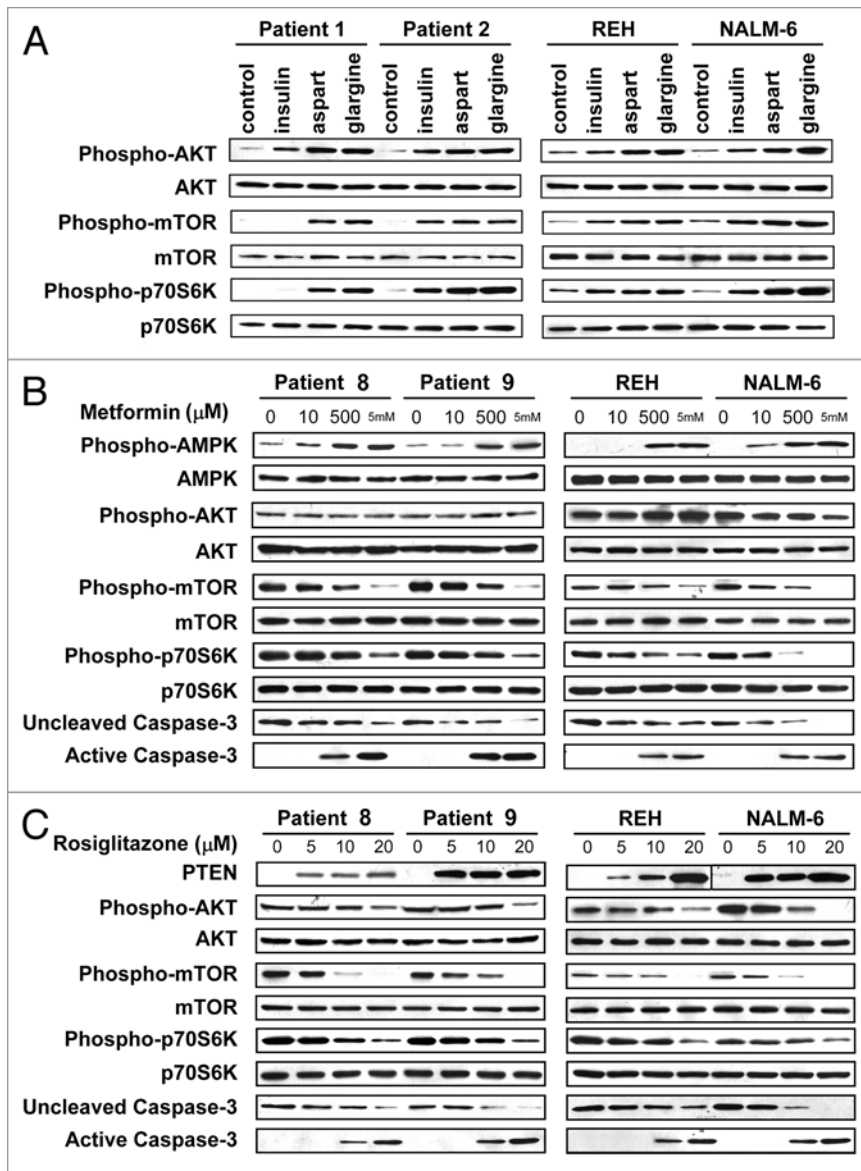 A
Patient 1 Patient 2 REH NALM-6
control insulin aspart glargine control insulin aspart glargine control insulin aspart glargine control insulin aspart glargine
Phospho-AKT
AKT
Phospho-mTOR
mTOR
Phospho-p70S6K
p70S6K
B
Patient 8 Patient 9 REH NALM-6
Metformin (µM) 0 10 500 5mM 0 10 500 5mM 0 10 500 5mM 0 10 500 5mM
Phospho-AMPK
AMPK
Phospho-AKT
AKT
Phospho-mTOR
mTOR
Phospho-p70S6K
p70S6K
Uncleaved Caspase-3
Active Caspase-3
C
Patient 8 Patient 9 REH NALM-6
Rosiglitazone (µM) 0 5 10 20 0 5 10 20 0 5 10 20 0 5 10 20
PTEN
Phospho-AKT
AKT
Phospho-mTOR
mTOR
Phospho-p70S6K
p70S6K
Uncleaved Caspase-3
Active Caspase-3